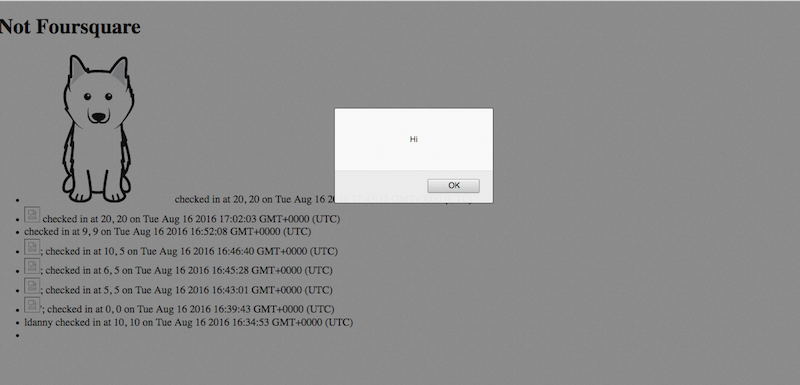 Not Foursquare
Hi
OK
checked in at 20, 20 on Tue Aug 16 20
checked in at 20, 20 on Tue Aug 16 2016 17:02:03 GMT+0000 (UTC)
checked in at 9, 9 on Tue Aug 16 2016 16:52:08 GMT+0000 (UTC)
; checked in at 10, 5 on Tue Aug 16 2016 16:46:40 GMT+0000 (UTC)
; checked in at 6, 5 on Tue Aug 16 2016 16:45:28 GMT+0000 (UTC)
; checked in at 5, 5 on Tue Aug 16 2016 16:43:01 GMT+0000 (UTC)
'; checked in at 0, 0 on Tue Aug 16 2016 16:39:43 GMT+0000 (UTC)
ldanny checked in at 10, 10 on Tue Aug 16 2016 16:34:53 GMT+0000 (UTC)